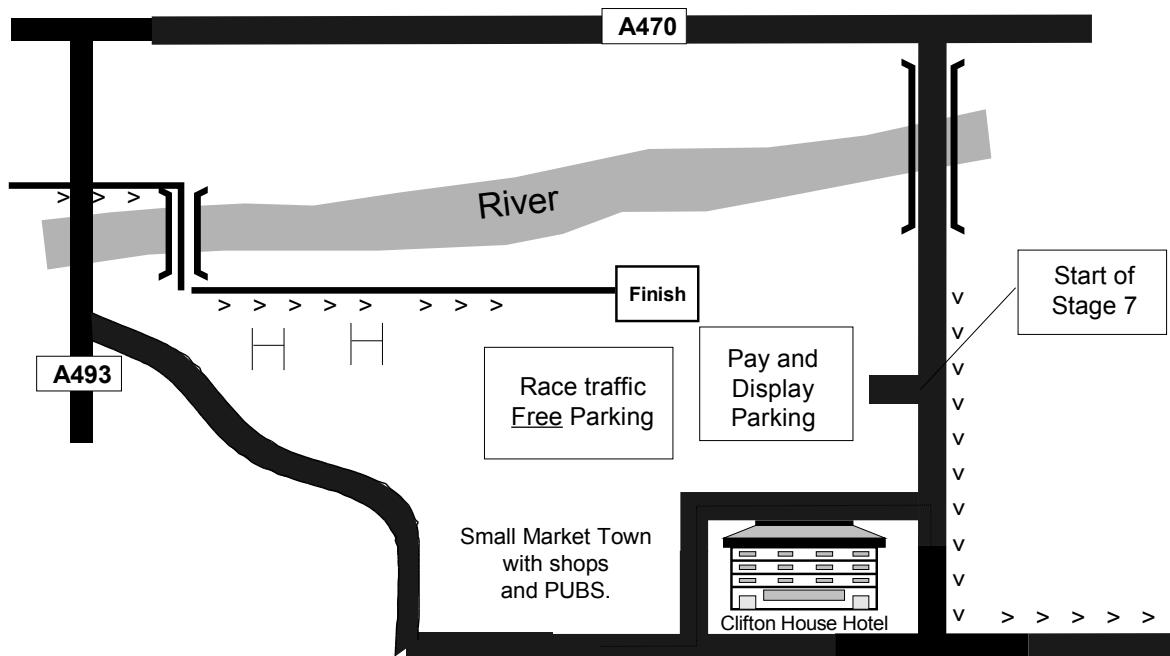 A470
River
Start of
Stage 7
Finish
A493
Race traffic
Free Parking
Pay and
Display
Parking
Small Market Town
with shops
and PUBS.
Clifton House Hotel